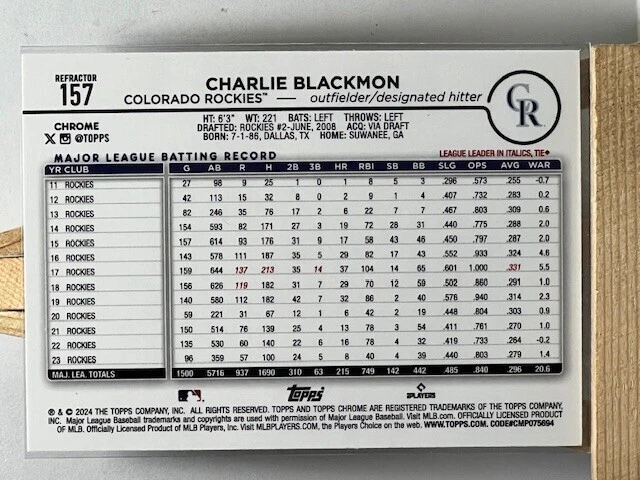 REFRACTOR
157
CHARLIE BLACKMON
COLORADO ROCKIES™ — outfielder/designated hitter
CR
CHROME
X @TOPPS
HT: 6'3" WT: 221 BATS: LEFT THROWS: LEFT
DRAFTED: ROCKIES #2-JUNE, 2008 ACQ: VIA DRAFT
BORN: 7-1-86, DALLAS, TX HOME: SUWANEE, GA
MAJOR LEAGUE BATTING RECORD LEAGUE LEADER IN ITALICS, TIE♦
YR CLUB G AB R H 2B 3B HR RBI SB BB SLG OPS AVG WAR
11 ROCKIES 27 98 9 25 1 0 1 8 5 3 .296 .573 .255 -0.7
12 ROCKIES 42 113 15 32 8 0 2 9 1 4 .407 .732 .283 0.2
13 ROCKIES 82 246 35 76 17 2 6 22 7 7 .467 .803 .309 0.6
14 ROCKIES 154 593 82 171 27 3 19 72 28 31 .440 .775 .288 2.0
15 ROCKIES 157 614 93 176 31 9 17 58 43 46 .450 .797 .287 2.0
16 ROCKIES 143 578 111 187 35 5 29 82 17 43 .552 .933 .324 4.6
17 ROCKIES 159 644 137 213 35 14 37 104 14 65 .601 1.000 .331 5.5
18 ROCKIES 156 626 119 182 31 7 29 70 12 59 .502 .860 .291 1.0
19 ROCKIES 140 580 112 182 42 7 32 86 2 40 .576 .940 .314 2.3
20 ROCKIES 59 221 31 67 12 1 6 42 2 19 .448 .804 .303 0.9
21 ROCKIES 150 514 76 139 25 4 13 78 3 54 .411 .761 .270 1.0
22 ROCKIES 135 530 60 140 22 6 16 78 4 32 .419 .733 .264 -0.2
23 ROCKIES 96 359 57 100 24 5 8 40 4 39 .440 .803 .279 1.4
MAJ. LEA. TOTALS 1500 5716 937 1690 310 63 215 749 142 442 .485 .840 .296 20.6
Topps
PLAYERS
® & © 2024 THE TOPPS COMPANY, INC. ALL RIGHTS RESERVED. TOPPS AND TOPPS CHROME ARE REGISTERED TRADEMARKS OF THE TOPPS COMPANY,
INC. Major League Baseball trademarks and copyrights are used with permission of Major League Baseball. Visit MLB.com. OFFICIALLY LICENSED PRODUCT
OF MLB. Officially Licensed Product of MLB Players, Inc. Visit MLBPLAYERS.COM, the Players Choice on the web. WWW.TOPPS.COM. CODE#CMP075694